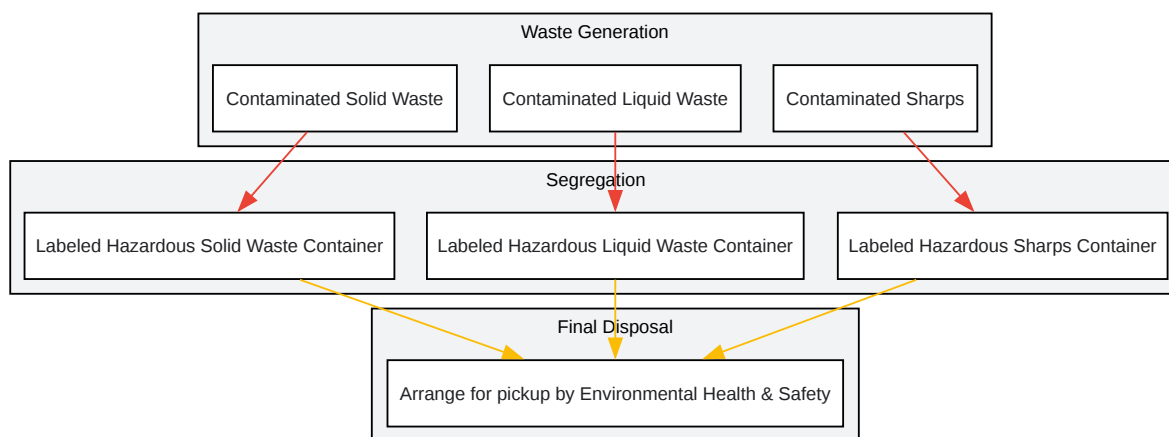 Waste Generation
Contaminated Solid Waste
Contaminated Liquid Waste
Contaminated Sharps
Segregation
Labeled Hazardous Solid Waste Container
Labeled Hazardous Liquid Waste Container
Labeled Hazardous Sharps Container
Final Disposal
Arrange for pickup by Environmental Health & Safety